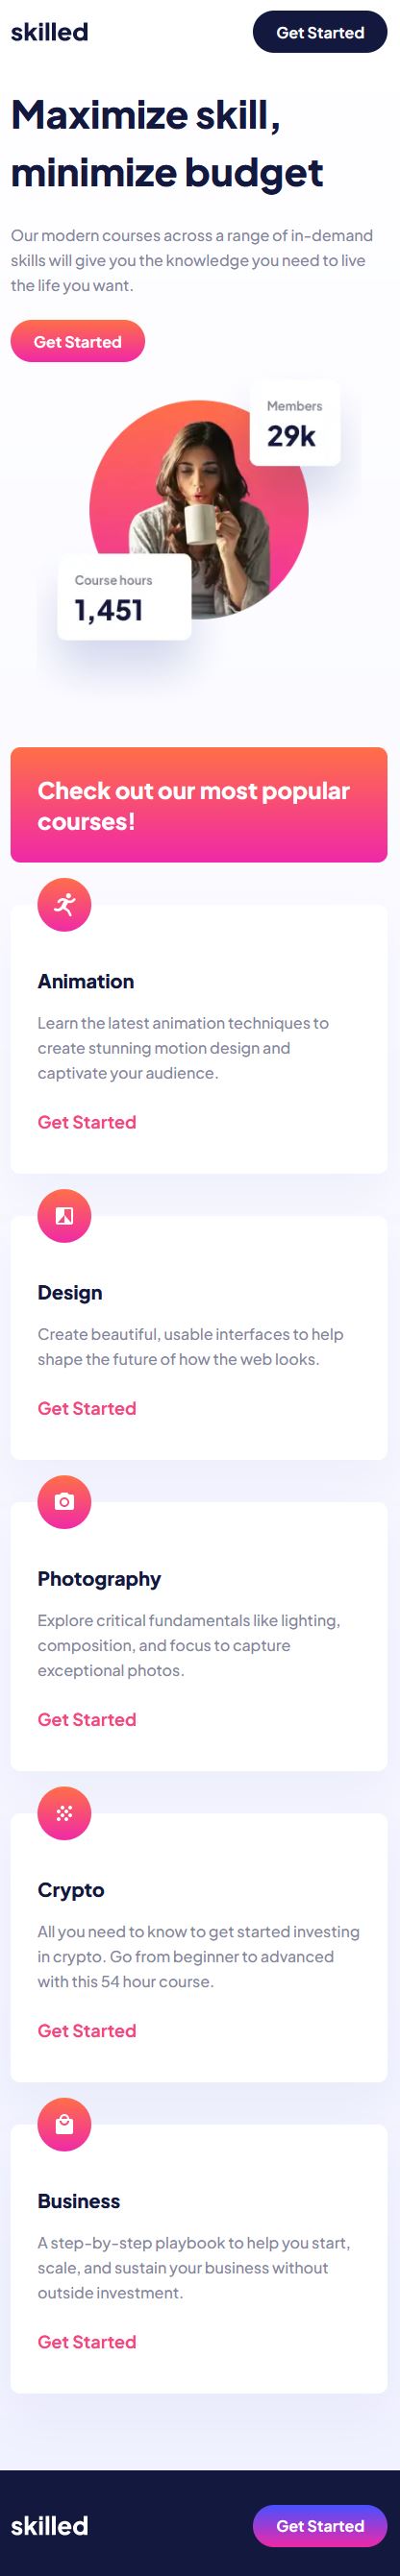 skilled
Get Started
Maximize skill,
minimize budget
Our modern courses across a range of in-demand
skills will give you the knowledge you need to live
the life you want.
Get Started
Members
29k
Course hours
1,451
Check out our most popular
courses!
Animation
Learn the latest animation techniques to
create stunning motion design and
captivate your audience.
Get Started
Design
Create beautiful, usable interfaces to help
shape the future of how the web looks.
Get Started
Photography
Explore critical fundamentals like lighting,
composition, and focus to capture
exceptional photos.
Get Started
Crypto
All you need to know to get started investing
in crypto. Go from beginner to advanced
with this 54 hour course.
Get Started
Business
A step-by-step playbook to help you start,
scale, and sustain your business without
outside investment.
Get Started
skilled
Get Started